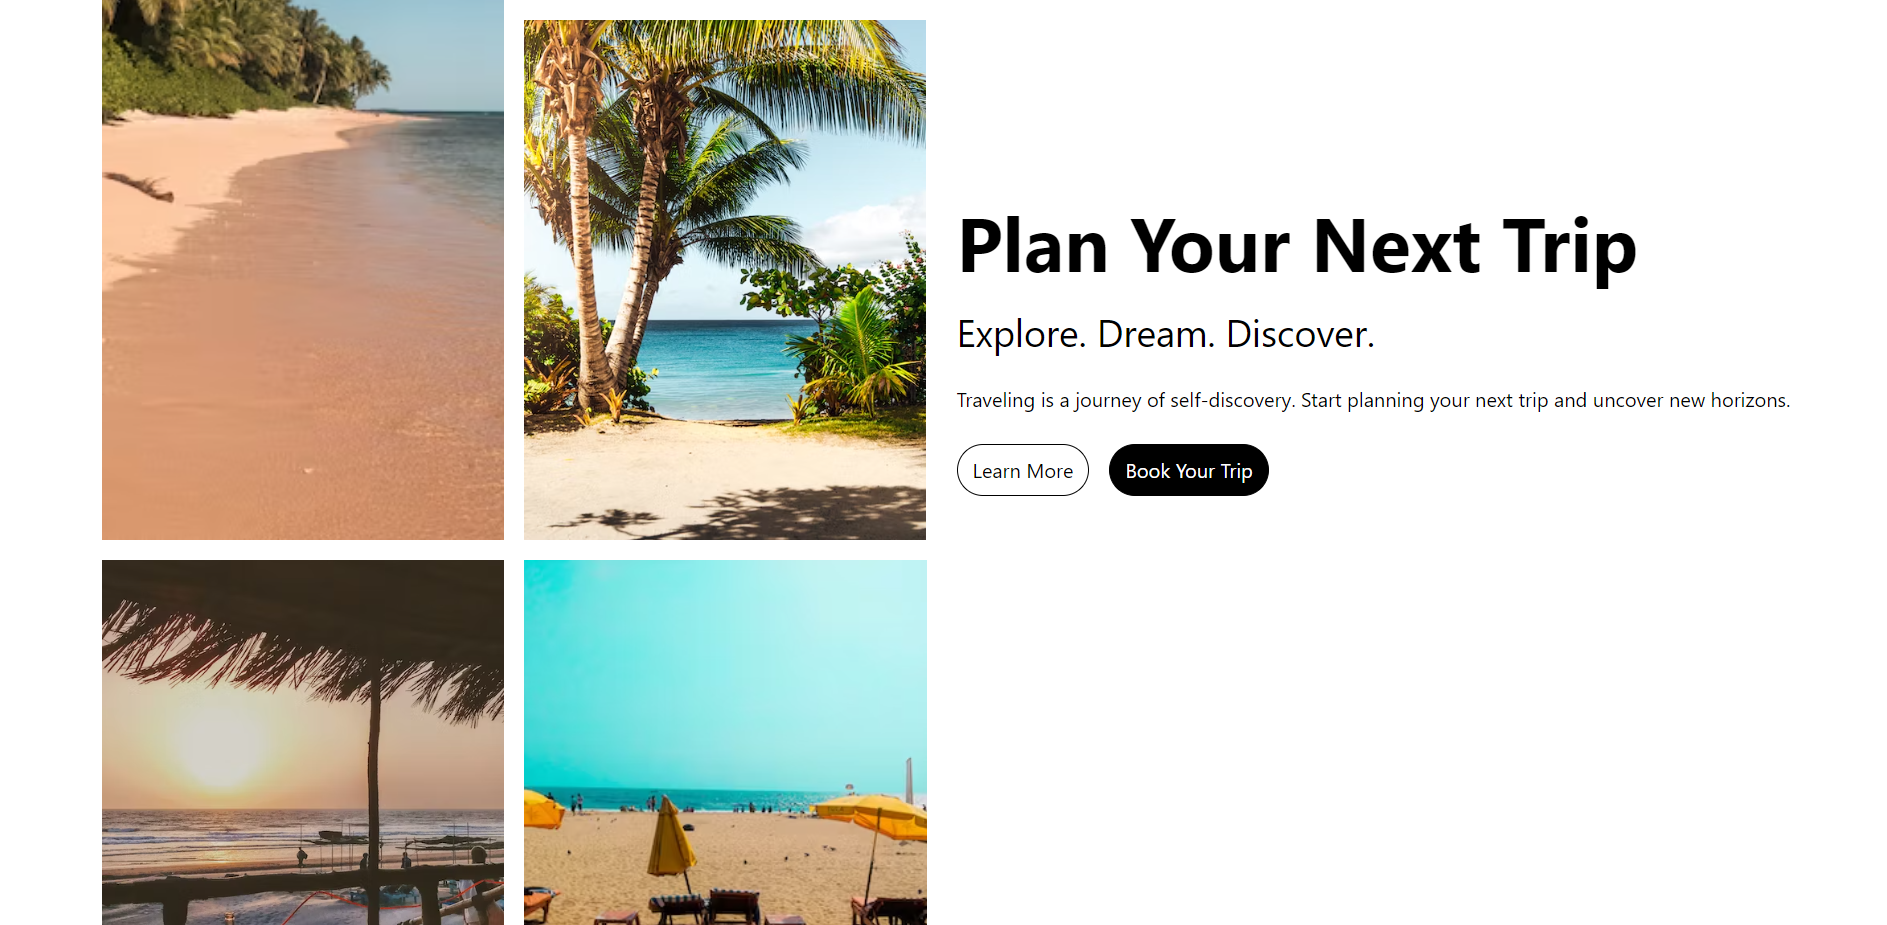 Plan Your Next Trip
Explore. Dream. Discover.
Traveling is a journey of self-discovery. Start planning your next trip and uncover new horizons.
Learn More
Book Your Trip